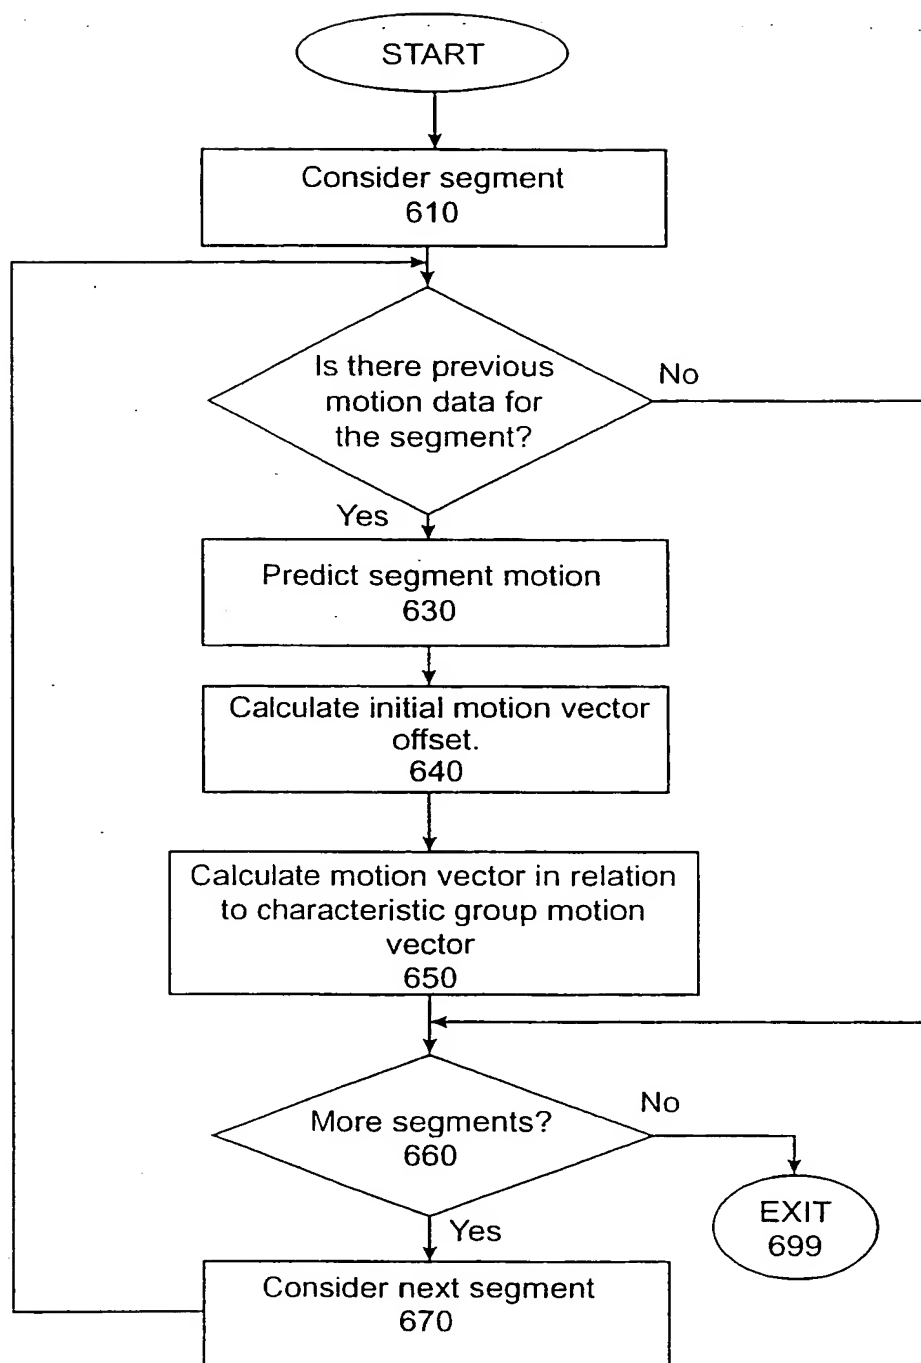 START
Consider segment
610
Is there previous
motion data for
the segment?
No
Yes
Predict segment motion
630
Calculate initial motion vector
offset.
640
Calculate motion vector in relation
to characteristic group motion
vector
650
More segments?
660
No
Yes
EXIT
699
Consider next segment
670